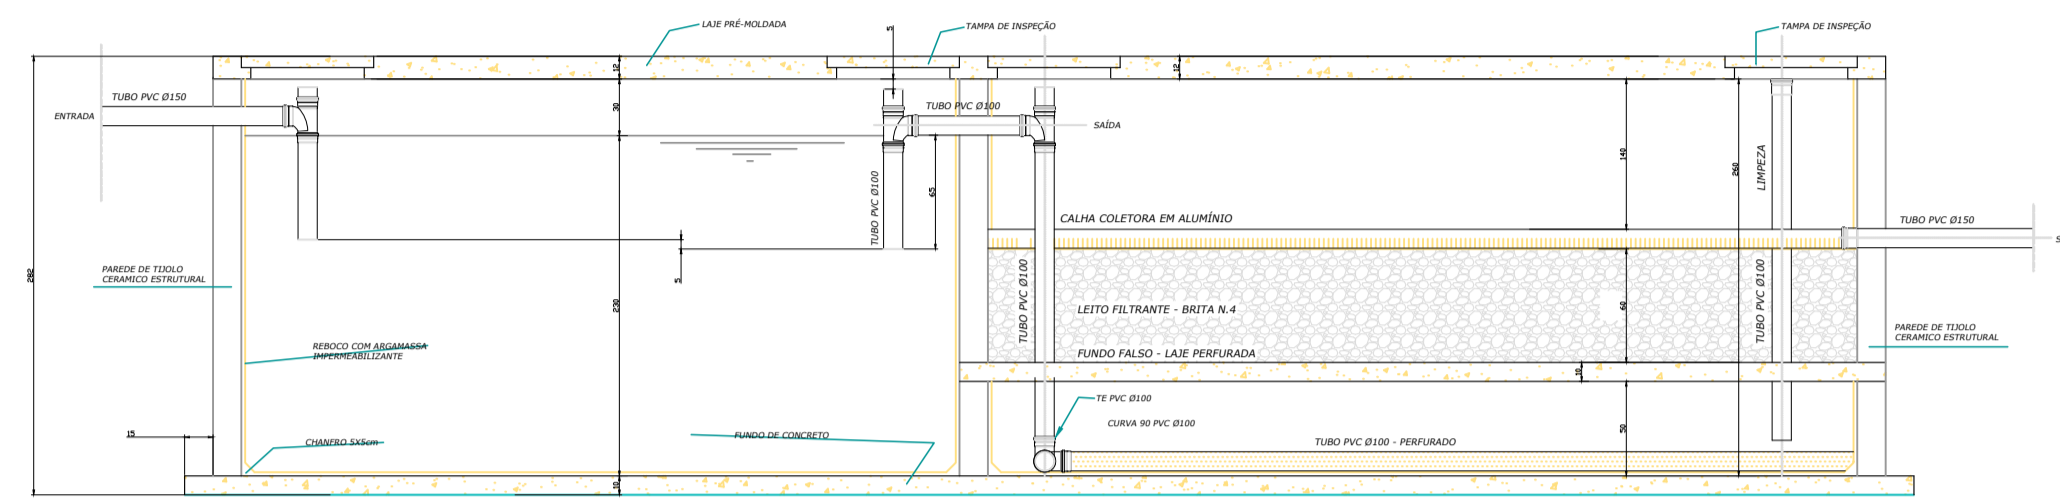 LAJE PRÉ-MOLDADA
TAMPA DE INSPEÇÃO
TAMPA DE INSPEÇÃO
5
12
12
TUBO PVC Ø150
ENTRADA
30
TUBO PVC Ø100
SAÍDA
140
260
LIMPEZA
TUBO PVC Ø100
65
CALHA COLETORA EM ALUMÍNIO
TUBO PVC Ø150
S
PAREDE DE TIJOLO
CERAMICO ESTRUTURAL
282
5
230
TUBO PVC Ø100
LEITO FILTRANTE - BRITA N.4
60
TUBO PVC Ø100
PAREDE DE TIJOLO
CERAMICO ESTRUTURAL
REBOCO COM ARGAMASSA
IMPERMEABILIZANTE
FUNDO FALSO - LAJE PERFURADA
10
TE PVC Ø100
CURVA 90 PVC Ø100
50
15
CHANFRO 5X5cm
FUNDO DE CONCRETO
TUBO PVC Ø100 - PERFURADO
10